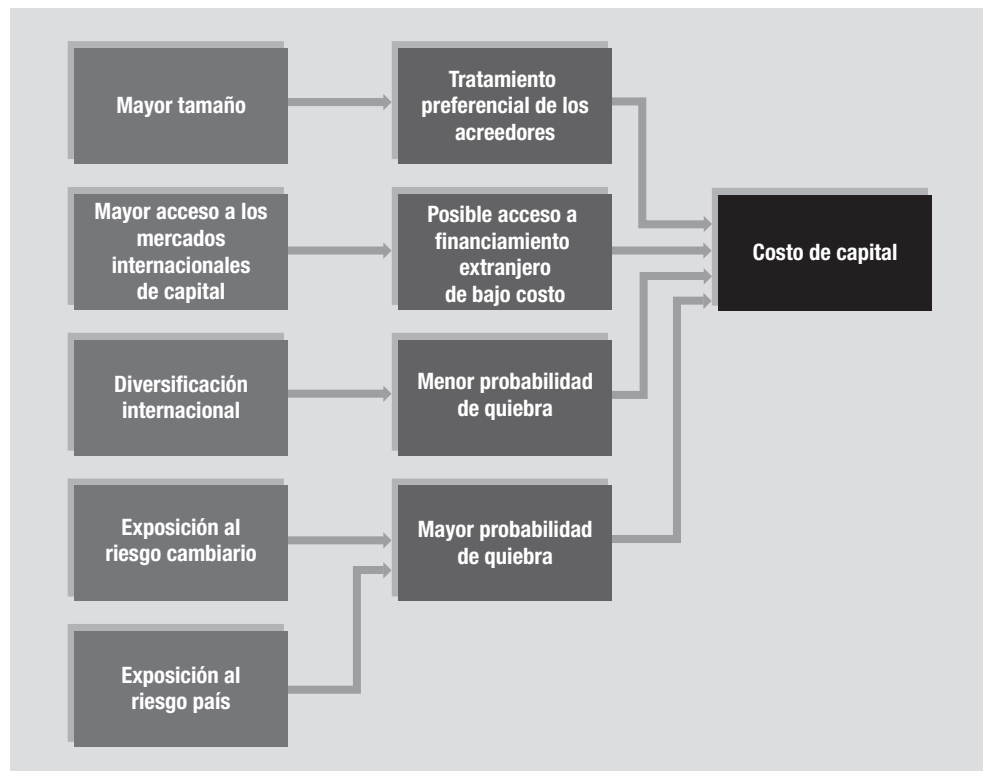 Mayor tamaño
Tratamiento
preferencial de los
acreedores
Mayor acceso a los
mercados
internacionales
de capital
Posible acceso a
financiamiento
extranjero
de bajo costo
Costo de capital
Diversificación
internacional
Menor probabilidad
de quiebra
Exposición al
riesgo cambiario
Mayor probabilidad
de quiebra
Exposición al
riesgo país